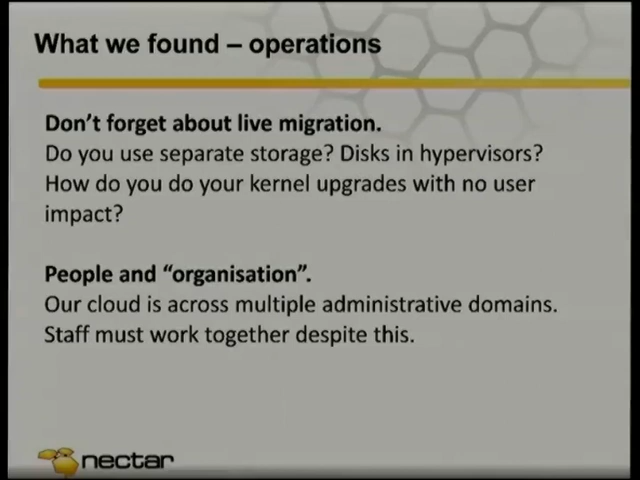 What we found – operations
Don't forget about live migration.
Do you use separate storage? Disks in hypervisors?
How do you do your kernel upgrades with no user
impact?
People and “organisation”.
Our cloud is across multiple administrative domains.
Staff must work together despite this.
nectar